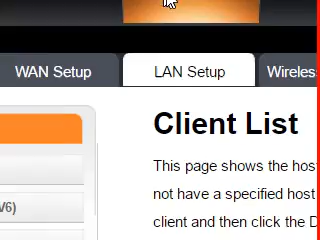 WAN Setup LAN Setup Wireles
Client List
This page shows the host
not have a specified host
V6)
client and then click the D